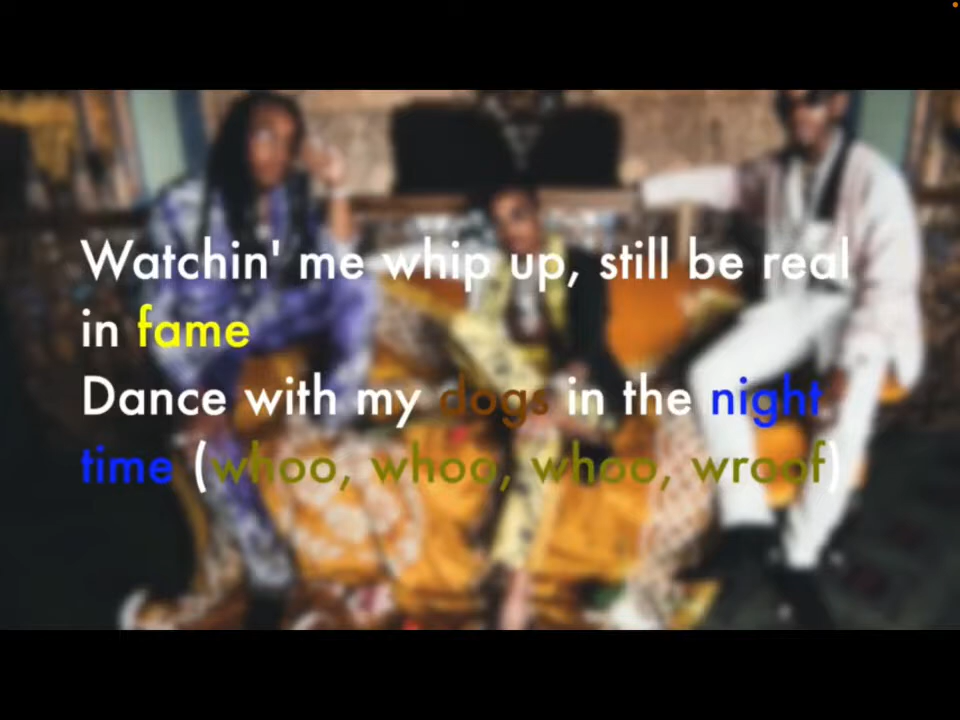 Watchin' me whip up, still be real
in fame
Dance with my dogs in the night
time (whoo, whoo, whoo, wroof)